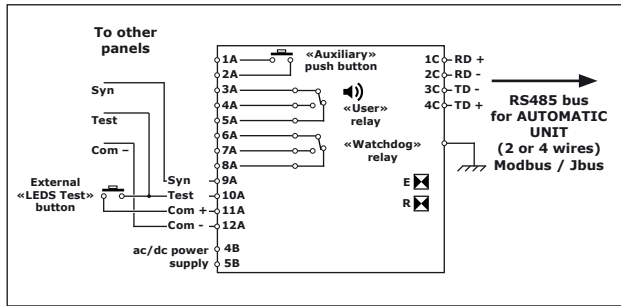 To other
panels
Syn
Test
Com –
External
«LEDS Test»
button
Syn
Test
Com +
Com -
ac/dc power
supply
1A
2A
3A
4A
5A
6A
7A
8A
9A
10A
11A
12A
4B
5B
«Auxiliary»
push button
«User»
relay
«Watchdog»
relay
E
R
1C RD +
2C RD -
3C TD -
4C TD +
RS485 bus
for AUTOMATIC
UNIT
(2 or 4 wires)
Modbus / Jbus